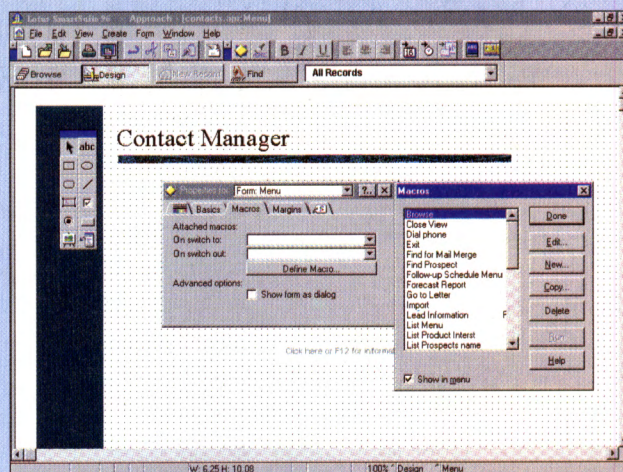 Lotus SmartSuite 96 - Approach - [contacts.apr:Menu]
File Edit View Create Form Window Help
B I U
Browse Design New Record Find All Records
abc
Contact Manager
Properties for: Form: Menu ?.. X
Basics Macros Margins
Attached macros:
On switch to:
On switch out:
Define Macro...
Advanced options:
Show form as dialog
Click here or F12 for informa
Macros
Browse
Close View
Dial phone
Exit
Find for Mail Merge
Find Prospect
Follow-up Schedule Menu
Forecast Report
Go to Letter
Import
Lead Information F
List Menu
List Product Interst
List Prospects name
Show in menu
Done
Edit...
New...
Copy...
Delete
Run
Help
W: 6.25 H: 10.08 100% Design Menu